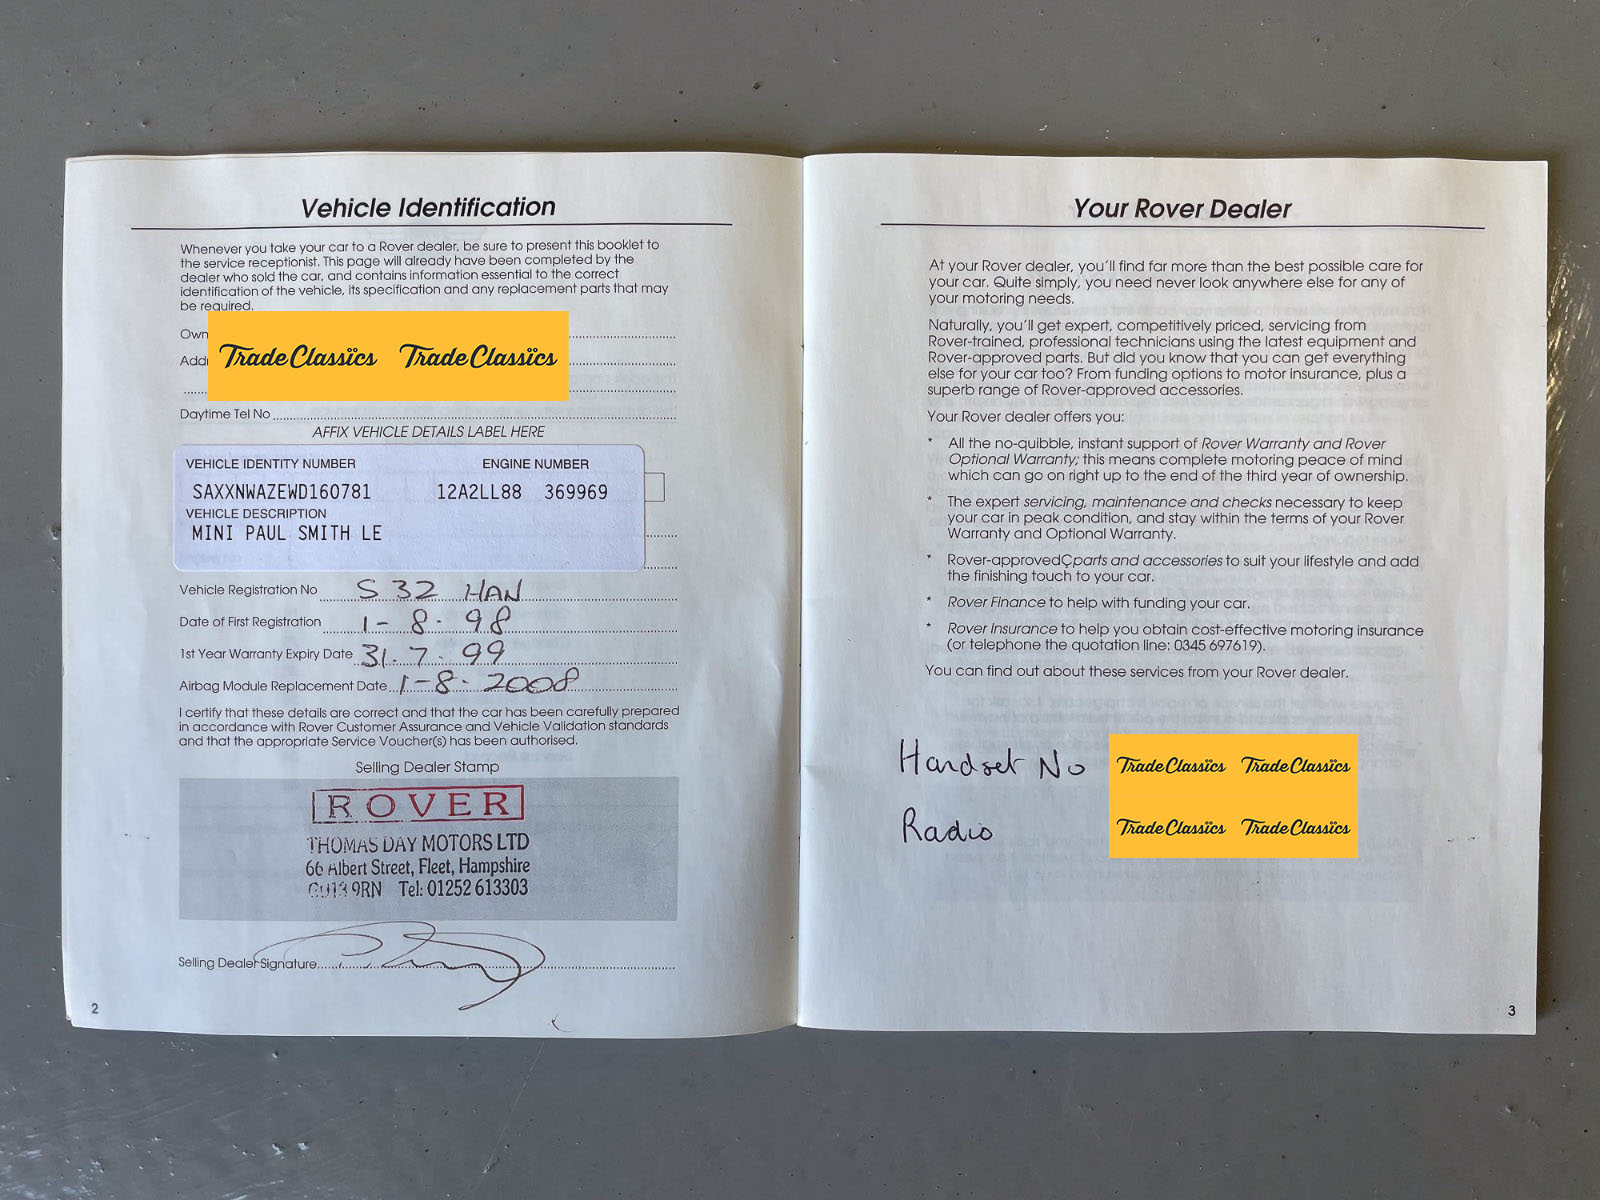 Vehicle Identification
Whenever you take your car to a Rover dealer, be sure to present this booklet to
the service receptionist. This page will already have been completed by the
dealer who sold the car, and contains information essential to the correct
identification of the vehicle, its specification and any replacement parts that may
be required.
Own
Add
TradeClassics TradeClassics
Daytime Tel No
AFFIX VEHICLE DETAILS LABEL HERE
VEHICLE IDENTITY NUMBER ENGINE NUMBER
SAXXNWAZEWD160781 12A2LL88 369969
VEHICLE DESCRIPTION
MINI PAUL SMITH LE
Vehicle Registration No S 32 HAN
Date of First Registration 1-8.98
1st Year Warranty Expiry Date 31.7.99
Airbag Module Replacement Date 1-8.2008
I certify that these details are correct and that the car has been carefully prepared
in accordance with Rover Customer Assurance and Vehicle Validation standards
and that the appropriate Service Voucher(s) has been authorised.
Selling Dealer Stamp
ROVER
THOMAS DAY MOTORS LTD
66 Albert Street, Fleet, Hampshire
GU13 9RN Tel: 01252 613303
Selling Dealer Signature
2
Your Rover Dealer
At your Rover dealer, you'll find far more than the best possible care for
your car. Quite simply, you need never look anywhere else for any of
your motoring needs.
Naturally, you'll get expert, competitively priced, servicing from
Rover-trained, professional technicians using the latest equipment and
Rover-approved parts. But did you know that you can get everything
else for your car too? From funding options to motor insurance, plus a
superb range of Rover-approved accessories.
Your Rover dealer offers you:
* All the no-quibble, instant support of Rover Warranty and Rover
Optional Warranty; this means complete motoring peace of mind
which can go on right up to the end of the third year of ownership.
* The expert servicing, maintenance and checks necessary to keep
your car in peak condition, and stay within the terms of your Rover
Warranty and Optional Warranty.
* Rover-approvedÇparts and accessories to suit your lifestyle and add
the finishing touch to your car.
* Rover Finance to help with funding your car.
* Rover Insurance to help you obtain cost-effective motoring insurance
(or telephone the quotation line: 0345 697619).
You can find out about these services from your Rover dealer.
Handset No TradeClassics TradeClassics
Radio TradeClassics TradeClassics
3